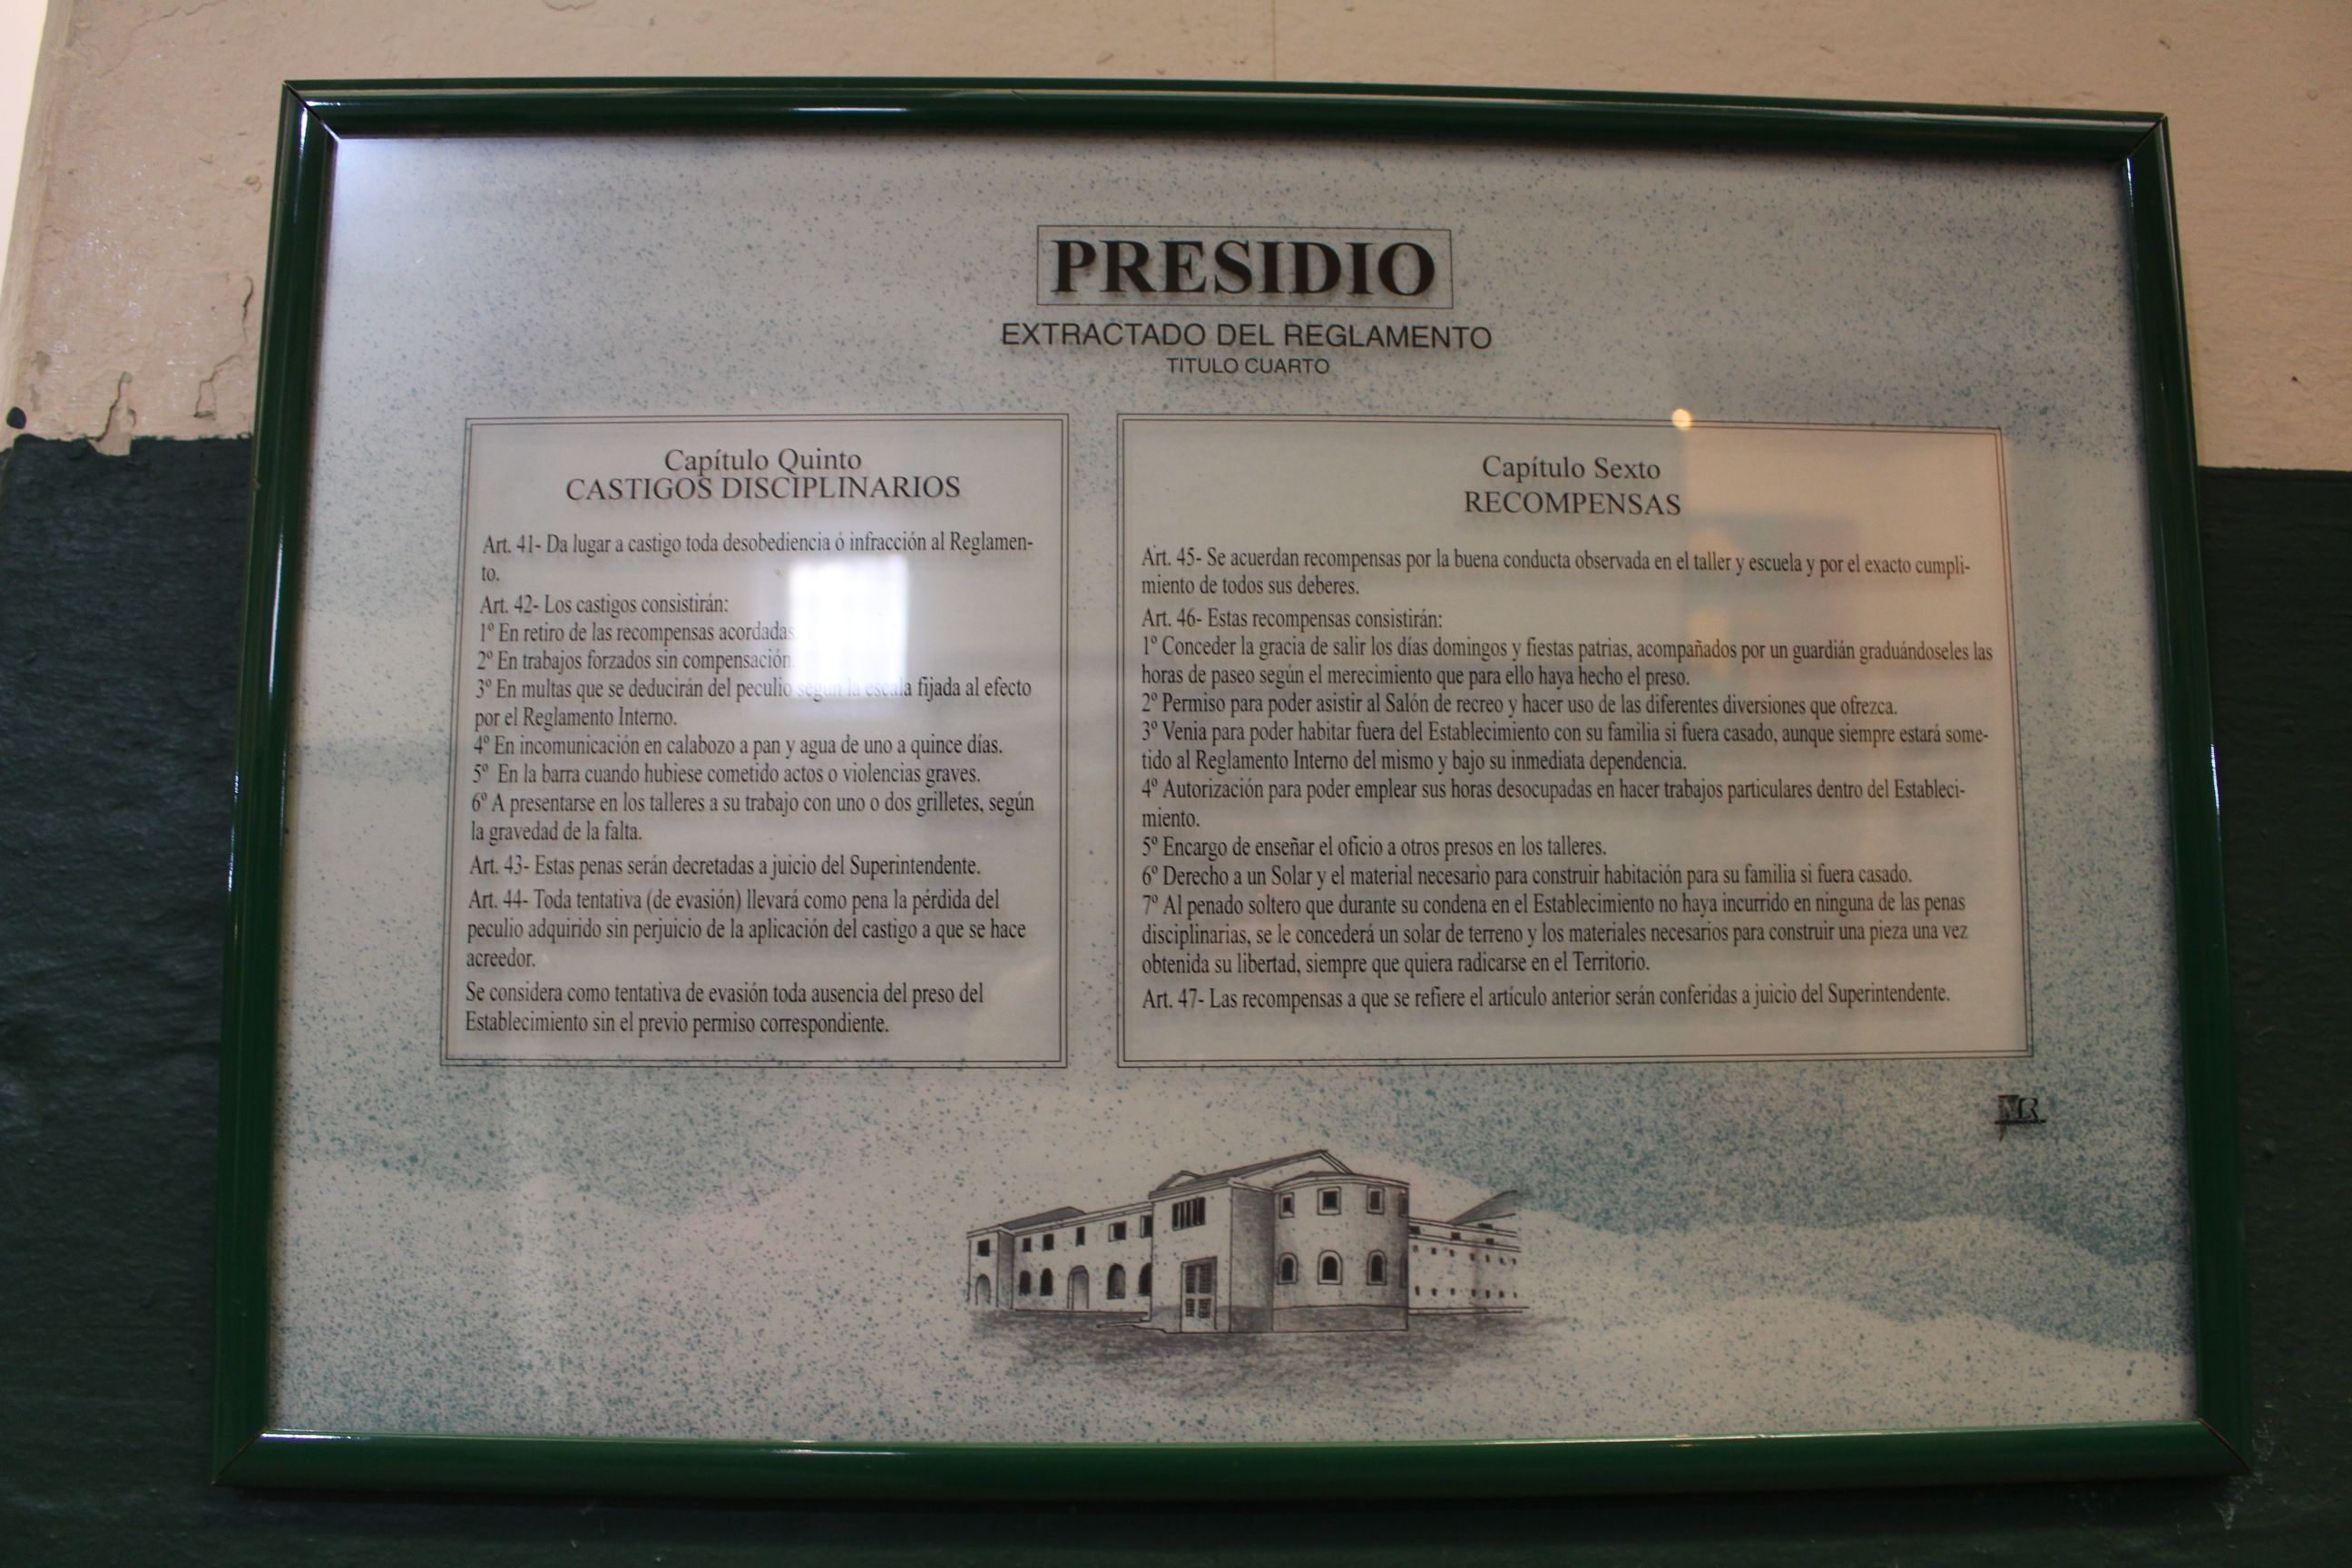 PRESIDIO
EXTRACTADO DEL REGLAMENTO
TITULO CUARTO
Capítulo Quinto
CASTIGOS DISCIPLINARIOS
Art. 41- Da lugar a castigo toda desobediencia ó infracción al Reglamen-
to.
Art. 42- Los castigos consistirán:
1º En retiro de las recompensas acordadas.
2º En trabajos forzados sin compensación.
3º En multas que se deducirán del peculio según la escala fijada al efecto
por el Reglamento Interno.
4º En incomunicación en calabozo a pan y agua de uno a quince días.
5º En la barra cuando hubiese cometido actos o violencias graves.
6º A presentarse en los talleres a su trabajo con uno o dos grilletes, según
la gravedad de la falta.
Art. 43- Estas penas serán decretadas a juicio del Superintendente.
Art. 44- Toda tentativa (de evasión) llevará como pena la pérdida del
peculio adquirido sin perjuicio de la aplicación del castigo a que se hace
acreedor.
Se considera como tentativa de evasión toda ausencia del preso del
Establecimiento sin el previo permiso correspondiente.
Capítulo Sexto
RECOMPENSAS
Art. 45- Se acuerdan recompensas por la buena conducta observada en el taller y escuela y por el exacto cumpli-
miento de todos sus deberes.
Art. 46- Estas recompensas consistirán:
1º Conceder la gracia de salir los días domingos y fiestas patrias, acompañados por un guardián graduándoseles las
horas de paseo según el merecimiento que para ello haya hecho el preso.
2º Permiso para poder asistir al Salón de recreo y hacer uso de las diferentes diversiones que ofrezca.
3º Venia para poder habitar fuera del Establecimiento con su familia si fuera casado, aunque siempre estará some-
tido al Reglamento Interno del mismo y bajo su inmediata dependencia.
4º Autorización para poder emplear sus horas desocupadas en hacer trabajos particulares dentro del Estableci-
miento.
5º Encargo de enseñar el oficio a otros presos en los talleres.
6º Derecho a un Solar y el material necesario para construir habitación para su familia si fuera casado.
7º Al penado soltero que durante su condena en el Establecimiento no haya incurrido en ninguna de las penas
disciplinarias, se le concederá un solar de terreno y los materiales necesarios para construir una pieza una vez
obtenida su libertad, siempre que quiera radicarse en el Territorio.
Art. 47- Las recompensas a que se refiere el artículo anterior serán conferidas a juicio del Superintendente.